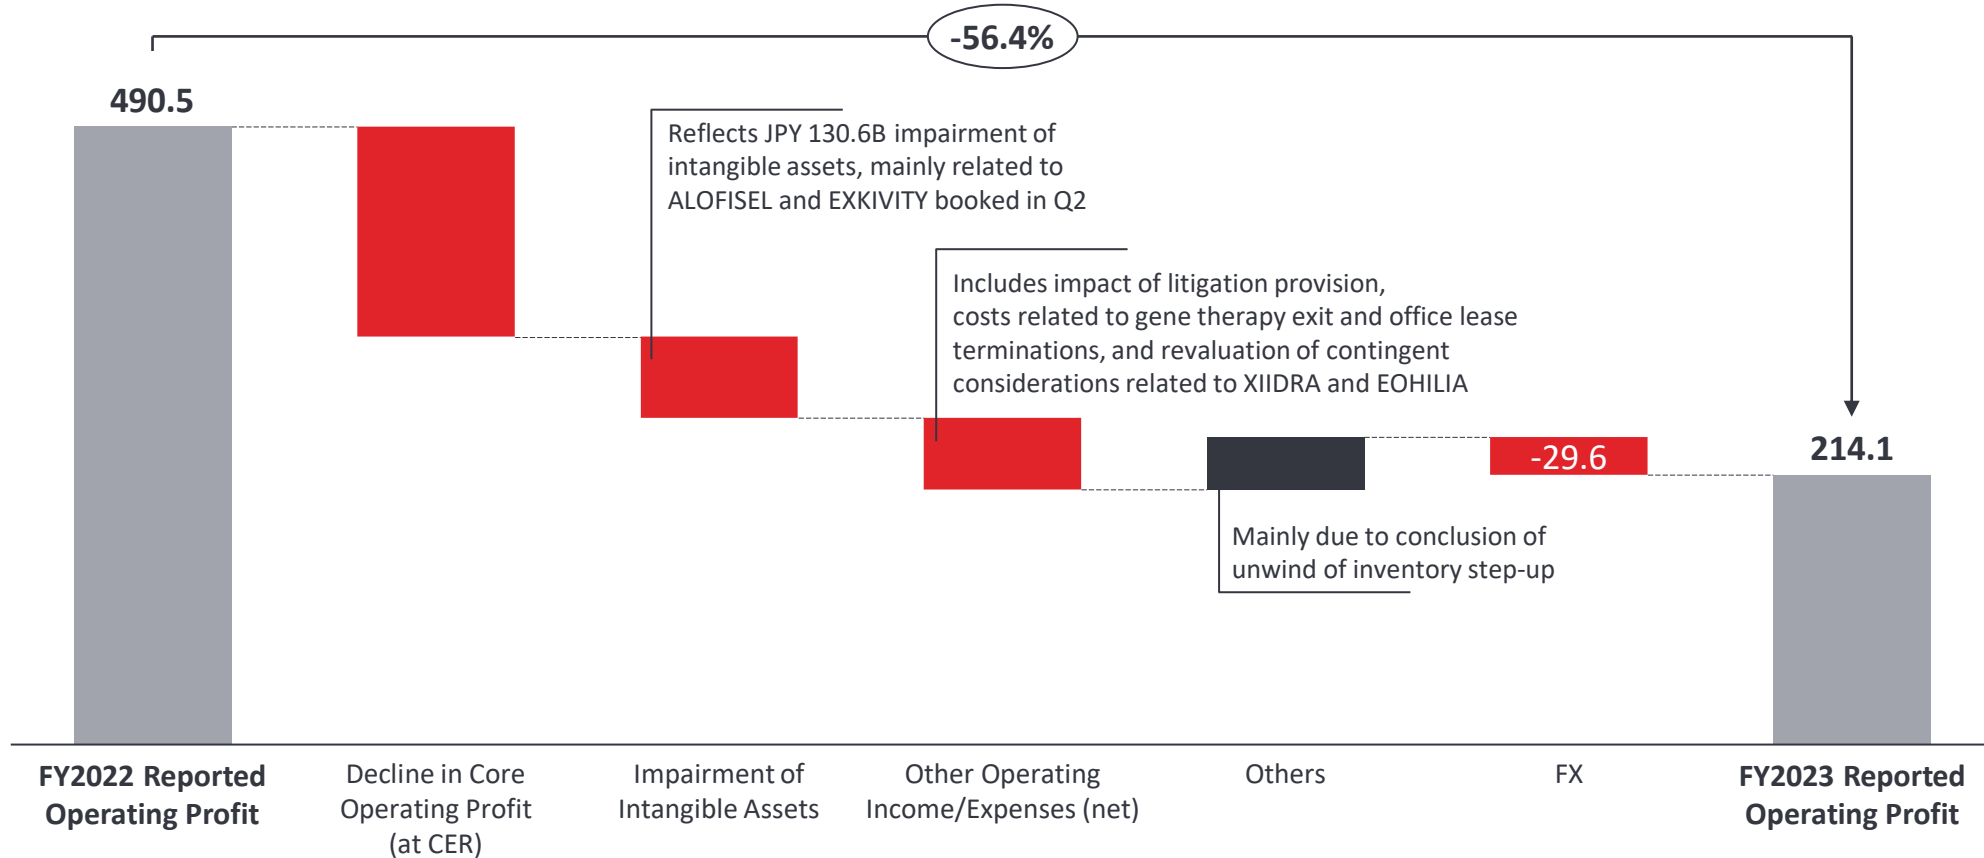 -56.4%
490.5
Reflects JPY 130.6B impairment of
intangible assets, mainly related to
ALOFISEL and EXKIVITY booked in Q2
Includes impact of litigation provision,
costs related to gene therapy exit and office lease
terminations, and revaluation of contingent
considerations related to XIIDRA and EOHILIA
-29.6
214.1
Mainly due to conclusion of
unwind of inventory step-up
FY2022 Reported
Operating Profit
Decline in Core
Operating Profit
(at CER)
Impairment of
Intangible Assets
Other Operating
Income/Expenses (net)
Others
FX
FY2023 Reported
Operating Profit